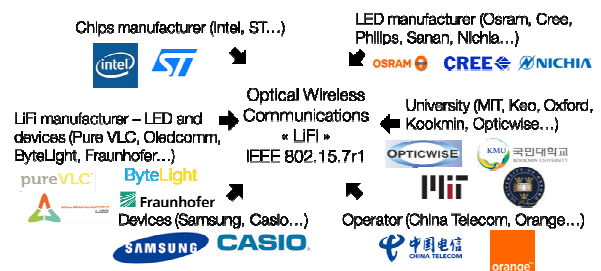 Chips manufacturer (Intel, ST…)
intel
ST
LED manufacturer (Osram, Cree,
Philips, Sanan, Nichia…)
OSRAM
CREE
NICHIA
LiFi manufacturer – LED and
devices (Pure VLC, Oledcomm,
ByteLight, Fraunhofer…)
pureVLC
ByteLight
OLEDCOMM
Fraunhofer
Optical Wireless
Communications
« LiFi »
IEEE 802.15.7r1
University (MIT, Keo, Oxford,
Kookmin, Opticwise…)
OPTICWISE
KMU
국민대학교
KOOKMIN UNIVERSITY
MIT
Devices (Samsung, Casio…)
SAMSUNG
CASIO.
Operator (China Telecom, Orange…)
中国电信
CHINA TELECOM
orange™